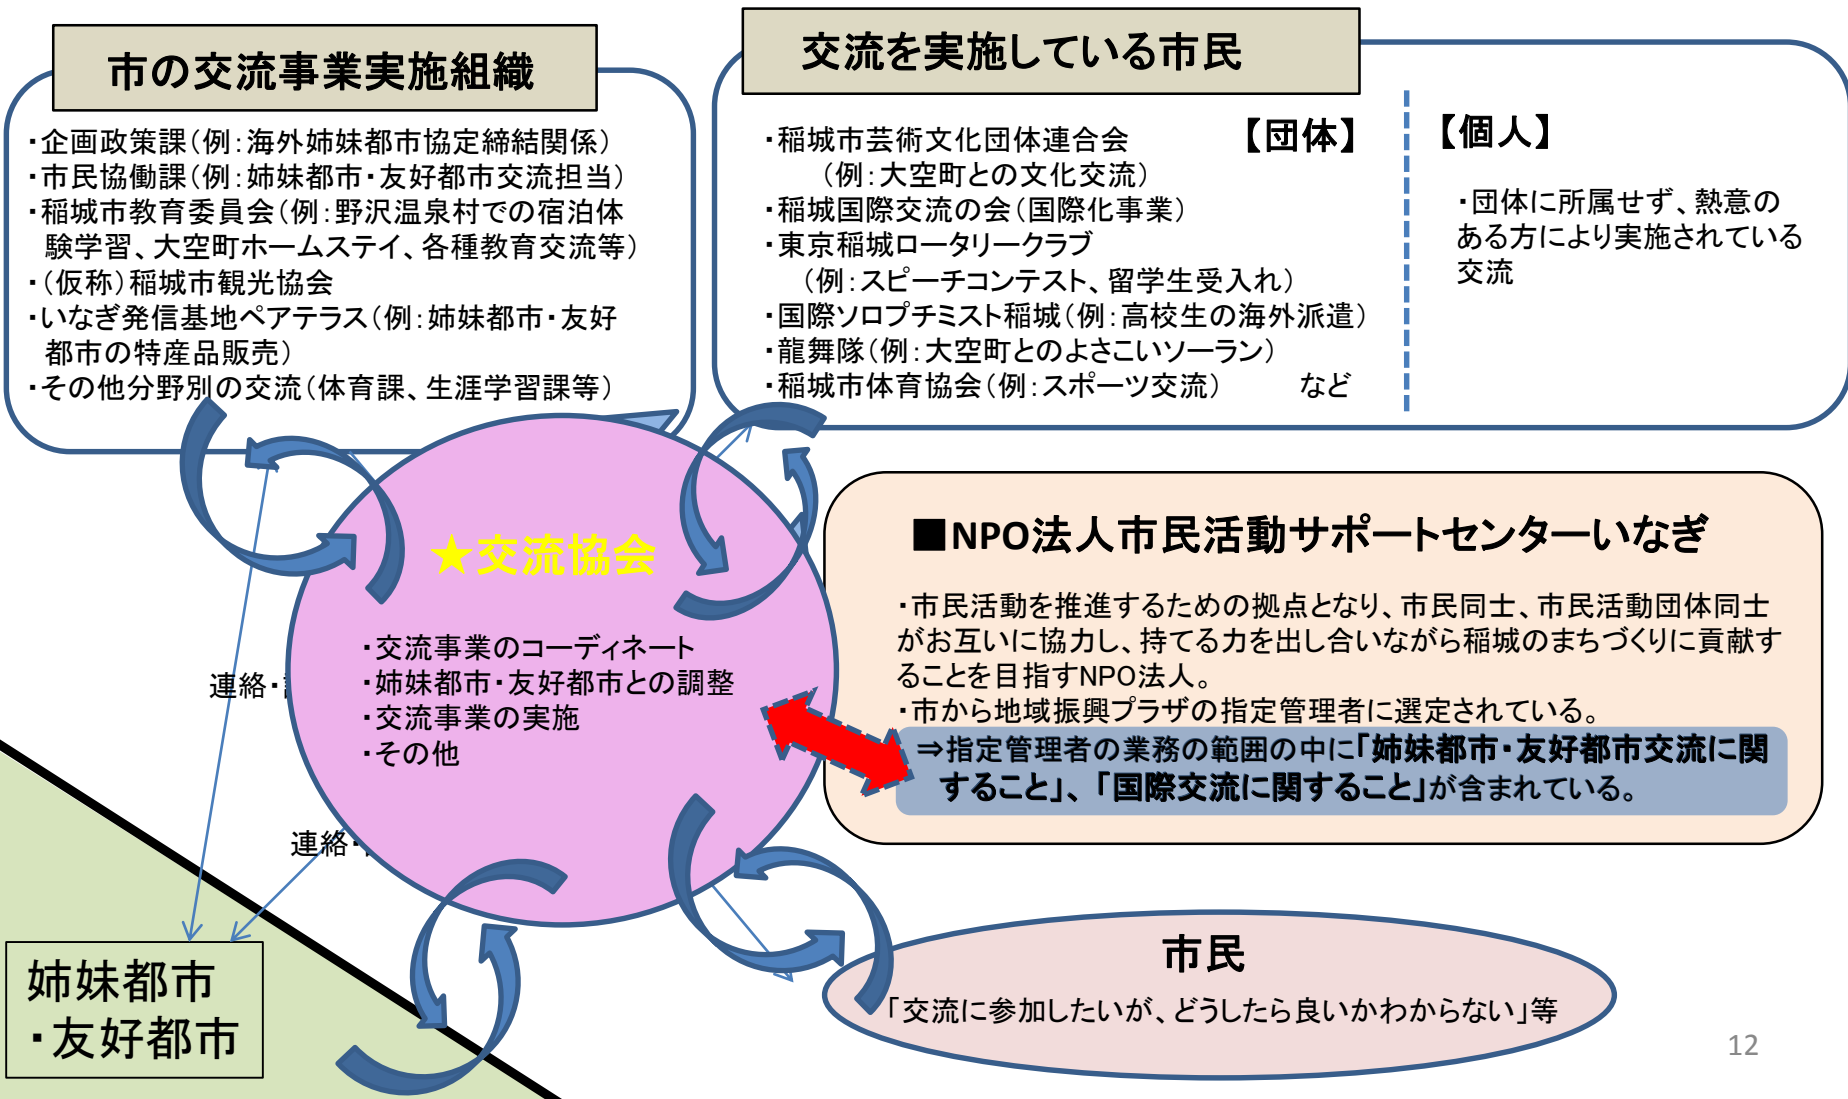 市の交流事業実施組織
・企画政策課(例：海外姉妹都市協定締結関係)
・市民協働課(例：姉妹都市・友好都市交流担当)
・稲城市教育委員会(例：野沢温泉村での宿泊体
験学習、大空町ホームステイ、各種教育交流等)
・(仮称)稲城市観光協会
・いなぎ発信基地ペアテラス(例：姉妹都市・友好
都市の特産品販売)
・その他分野別の交流(体育課、生涯学習課等)
交流を実施している市民
【団体】
・稲城市芸術文化団体連合会
(例：大空町との文化交流)
・稲城国際交流の会(国際化事業)
・東京稲城ロータリークラブ
(例：スピーチコンテスト、留学生受入れ)
・国際ソロプチミスト稲城(例：高校生の海外派遣)
・龍舞隊(例：大空町とのよさこいソーラン)
・稲城市体育協会(例：スポーツ交流)　　など
【個人】
・団体に所属せず、熱意の
ある方により実施されている
交流
★交流協会
・交流事業のコーディネート
・姉妹都市・友好都市との調整
・交流事業の実施
・その他
■NPO法人市民活動サポートセンターいなぎ
・市民活動を推進するための拠点となり、市民同士、市民活動団体同士
がお互いに協力し、持てる力を出し合いながら稲城のまちづくりに貢献す
ることを目指すNPO法人。
・市から地域振興プラザの指定管理者に選定されている。
⇒指定管理者の業務の範囲の中に「姉妹都市・友好都市交流に関
すること」、「国際交流に関すること」が含まれている。
連絡・
連絡・
姉妹都市
・友好都市
市民
「交流に参加したいが、どうしたら良いかわからない」等
12